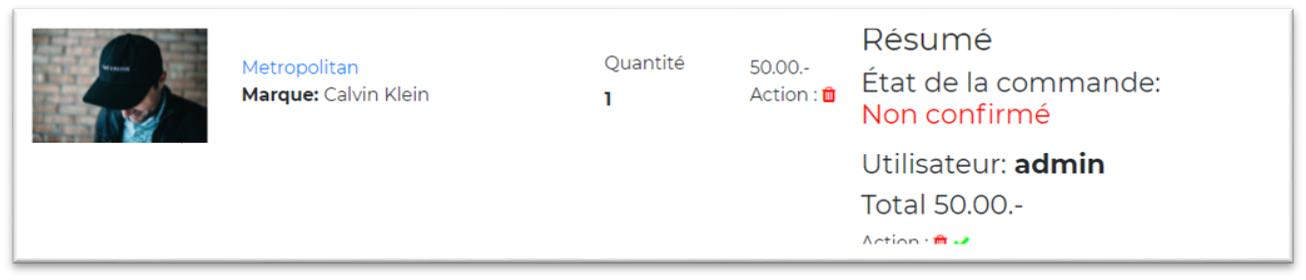 Metropolitan
Marque: Calvin Klein
Quantité
1
50.00.-
Action :
Résumé
État de la commande:
Non confirmé
Utilisateur: admin
Total 50.00.-
Action :